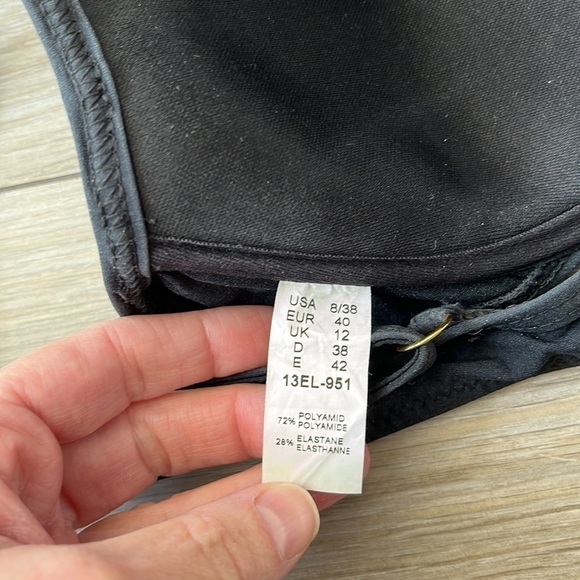 USA 8/38
EUR 40
UK 12
D 38
E 42
13EL-951
72% POLYAMID
POLYAMIDE
28% ELASTANE
ELASTHANNE